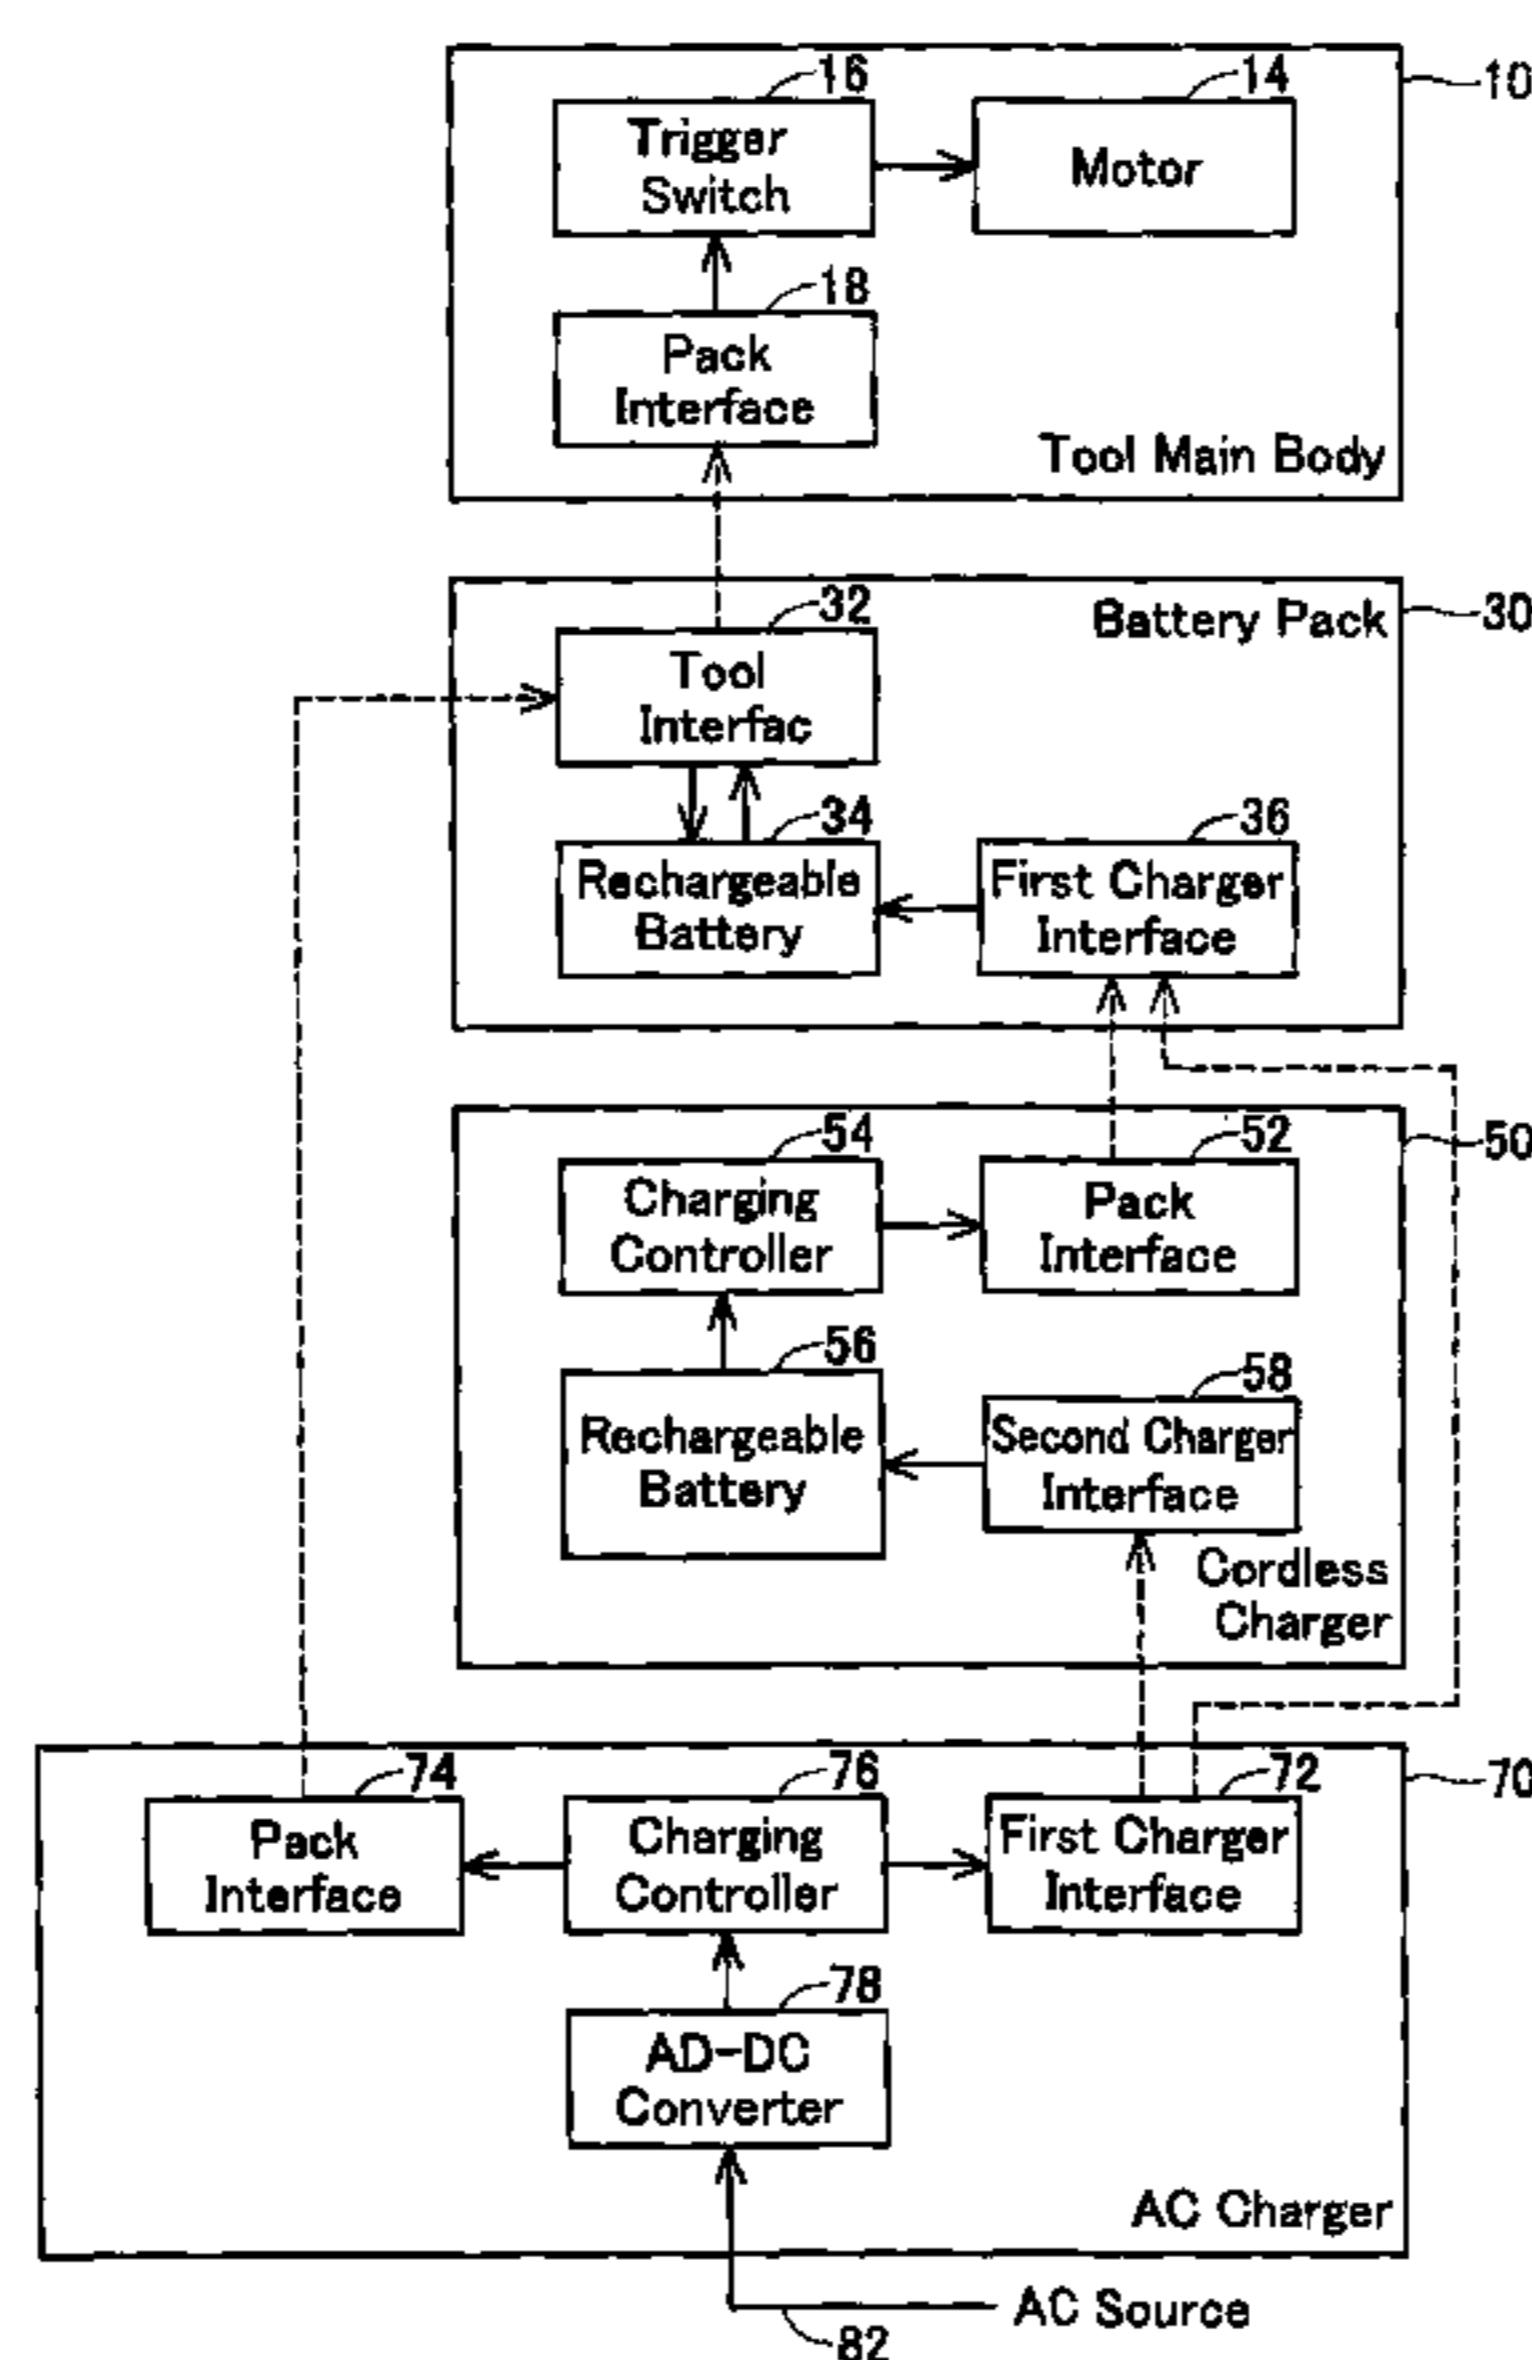 16
14
10
Trigger
Switch
Motor
18
Pack
Interface
Tool Main Body
32
Battery Pack
30
Tool
Interfac
34
36
Rechargeable
Battery
First Charger
Interface
54
52
50
Charging
Controller
Pack
Interface
56
58
Rechargeable
Battery
Second Charger
Interface
Cordless
Charger
74
76
72
70
Pack
Interface
Charging
Controller
First Charger
Interface
78
AD-DC
Converter
AC Charger
AC Source
82